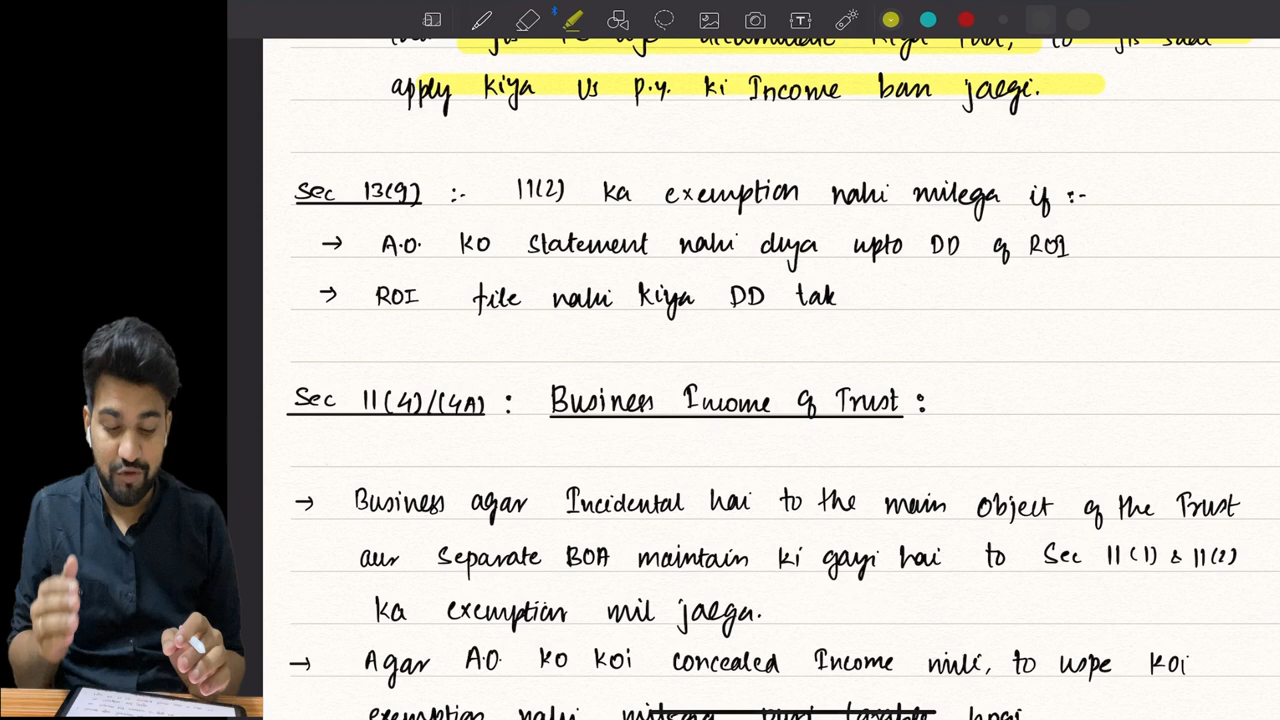 apply kiya us p.y. ki Income ban jaegi.
Sec 13(9) :- 11(2) ka exemption nahi milega if :-
→ A.O. ko statement nahi diya upto DD of ROI
→ ROI file nahi kiya DD tak
Sec 11(4)/(4A) : Business Income of Trust :
→ Business agar Incidental hai to the main object of the Trust
aur separate BOA maintain ki gayi hai to Sec 11(1) & 11(2)
ka exemption mil jaega.
→ Agar A.O. ko koi concealed Income mili, to uspe koi
exemption nahi